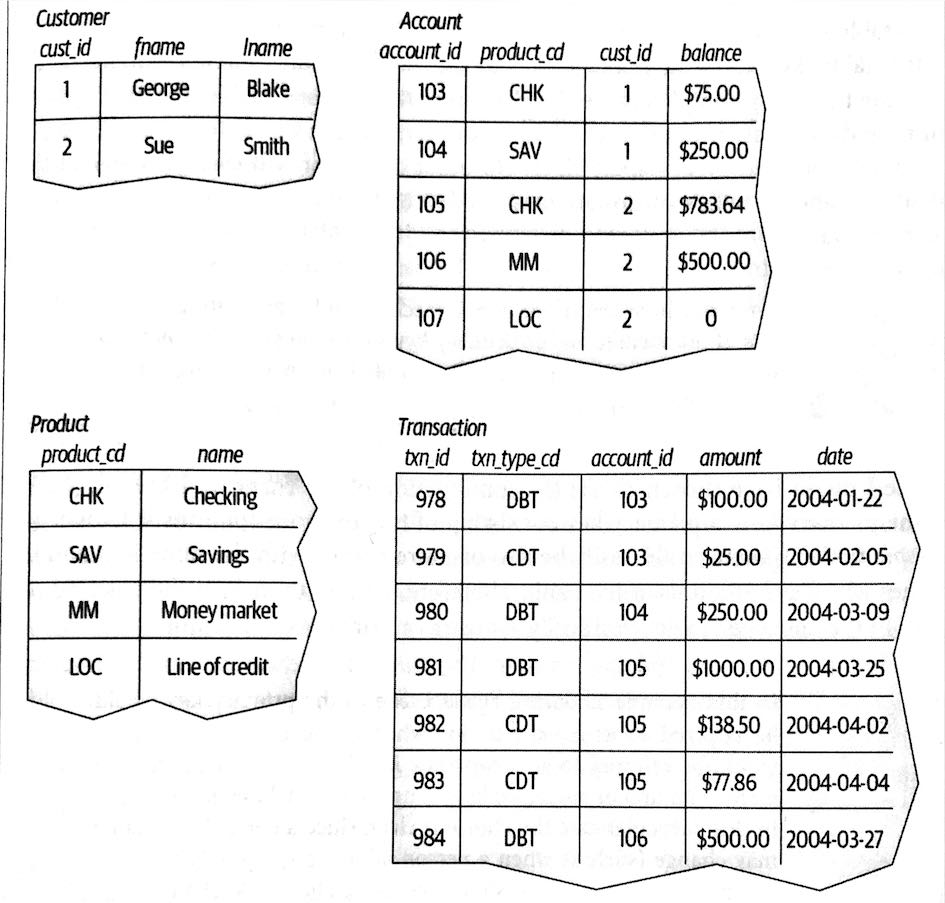 Customer
cust_id fname lname
1 George Blake
2 Sue Smith
Account
account_id product_cd cust_id balance
103 CHK 1 $75.00
104 SAV 1 $250.00
105 CHK 2 $783.64
106 MM 2 $500.00
107 LOC 2 0
Product
product_cd name
CHK Checking
SAV Savings
MM Money market
LOC Line of credit
Transaction
txn_id txn_type_cd account_id amount date
978 DBT 103 $100.00 2004-01-22
979 CDT 103 $25.00 2004-02-05
980 DBT 104 $250.00 2004-03-09
981 DBT 105 $1000.00 2004-03-25
982 CDT 105 $138.50 2004-04-02
983 CDT 105 $77.86 2004-04-04
984 DBT 106 $500.00 2004-03-27